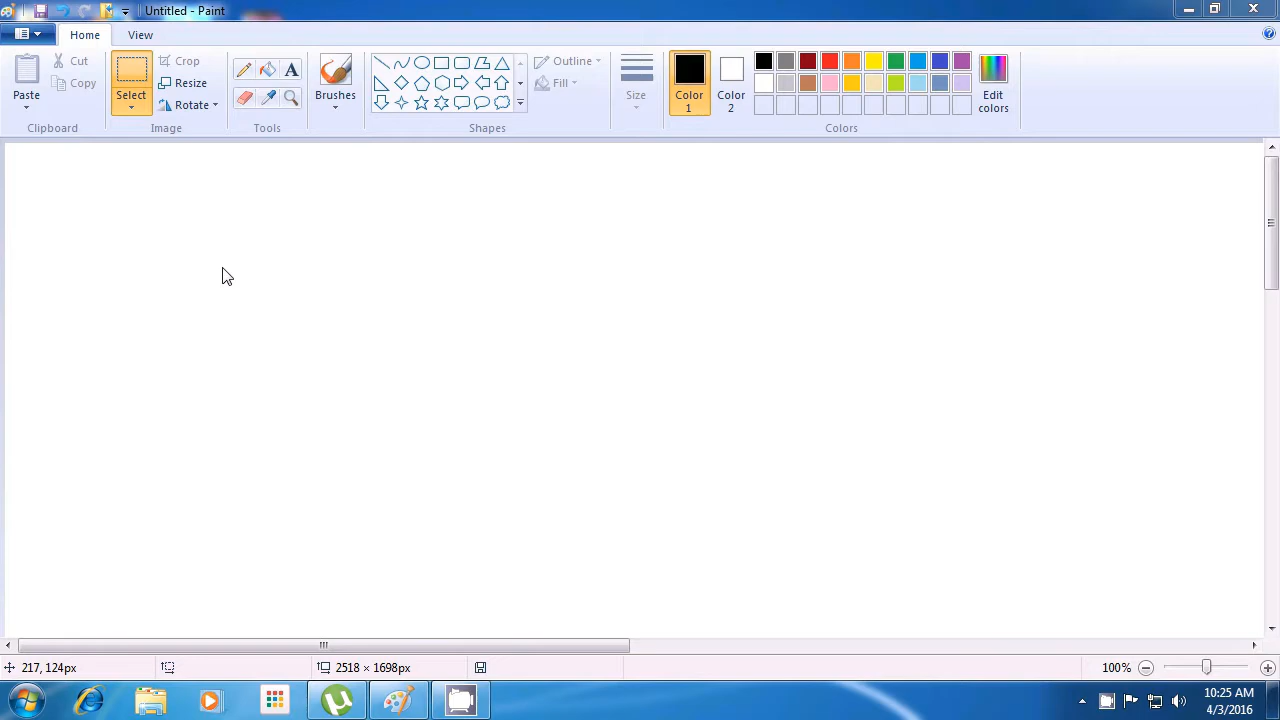 Untitled - Paint
Home View
Paste
Cut
Copy
Clipboard
Select
Crop
Resize
Rotate
Image
A
Tools
Brushes
Outline
Fill
Shapes
Size
Color 1
Color 2
Edit colors
Colors
217, 124px
2518 × 1698px
100%
10:25 AM
4/3/2016